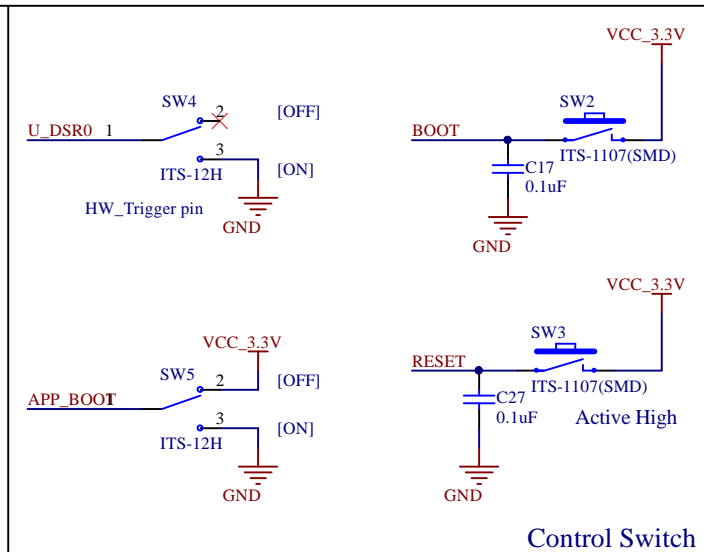 SW4
2
[OFF]
U_DSR0 1
3
[ON]
ITS-12H
HW_Trigger pin
GND
VCC_3.3V
SW2
BOOT
ITS-1107(SMD)
C17
0.1uF
GND
VCC_3.3V
SW5
2
[OFF]
APP_BOOT
1
3
[ON]
ITS-12H
GND
VCC_3.3V
SW3
RESET
ITS-1107(SMD)
C27
0.1uF
Active High
GND
Control Switch